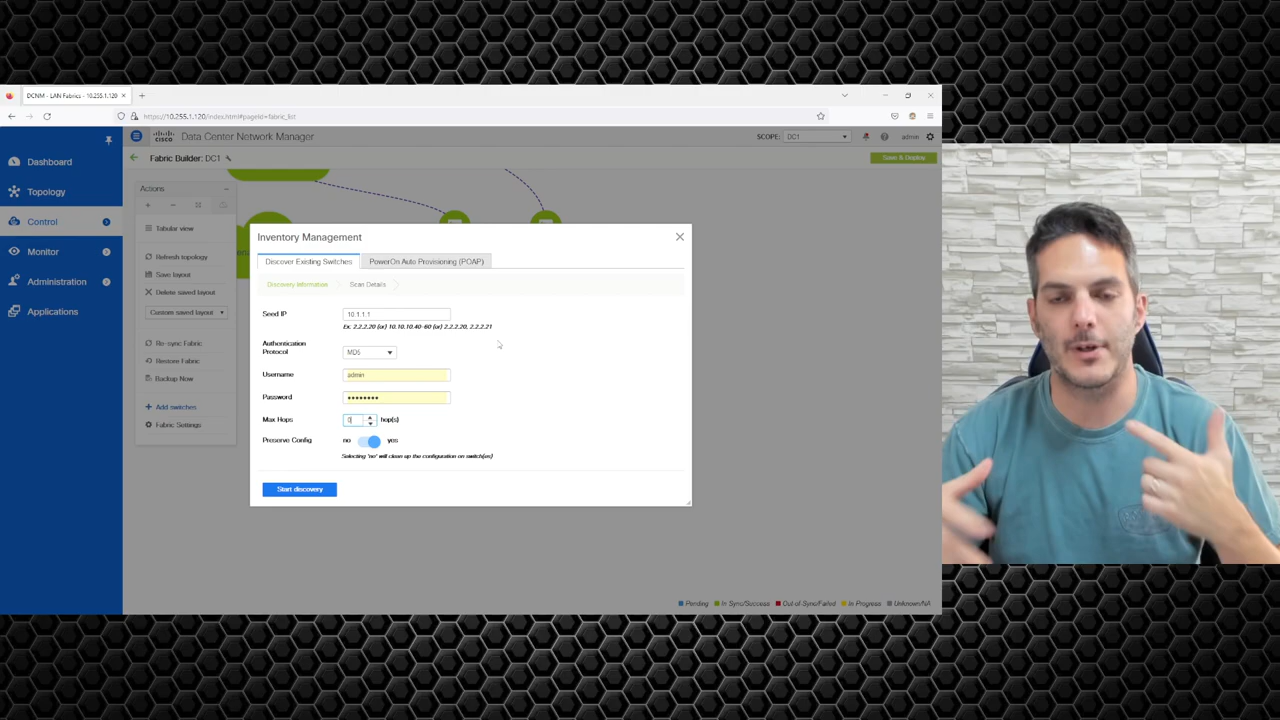 DCNM - LAN Fabrics - 10.255.1.120
https://10.255.1.120/index.html#pageId=fabric_list
Dashboard
Topology
Control
Monitor
Administration
Applications
CISCO
Data Center Network Manager
SCOPE: DC1
admin
Fabric Builder: DC1
Save & Deploy
Actions
Tabular view
Refresh topology
Save layout
Delete saved layout
Custom saved layout
Re-sync Fabric
Restore Fabric
Backup Now
Add switches
Fabric Settings
Inventory Management
Discover Existing Switches
PowerOn Auto Provisioning (POAP)
Discovery Information
Scan Details
Seed IP
10.1.1.1
Ex: 2.2.2.20 (or) 10.10.10.40-60 (or) 2.2.2.20, 2.2.2.21
Authentication
Protocol
MD5
Username
admin
Password
Max Hops
0
hop(s)
Preserve Config
no
yes
Selecting 'no' will clean up the configuration on switch(es)
Start discovery
Pending
In Sync/Success
Out-of-Sync/Failed
In Progress
Unknown/NA